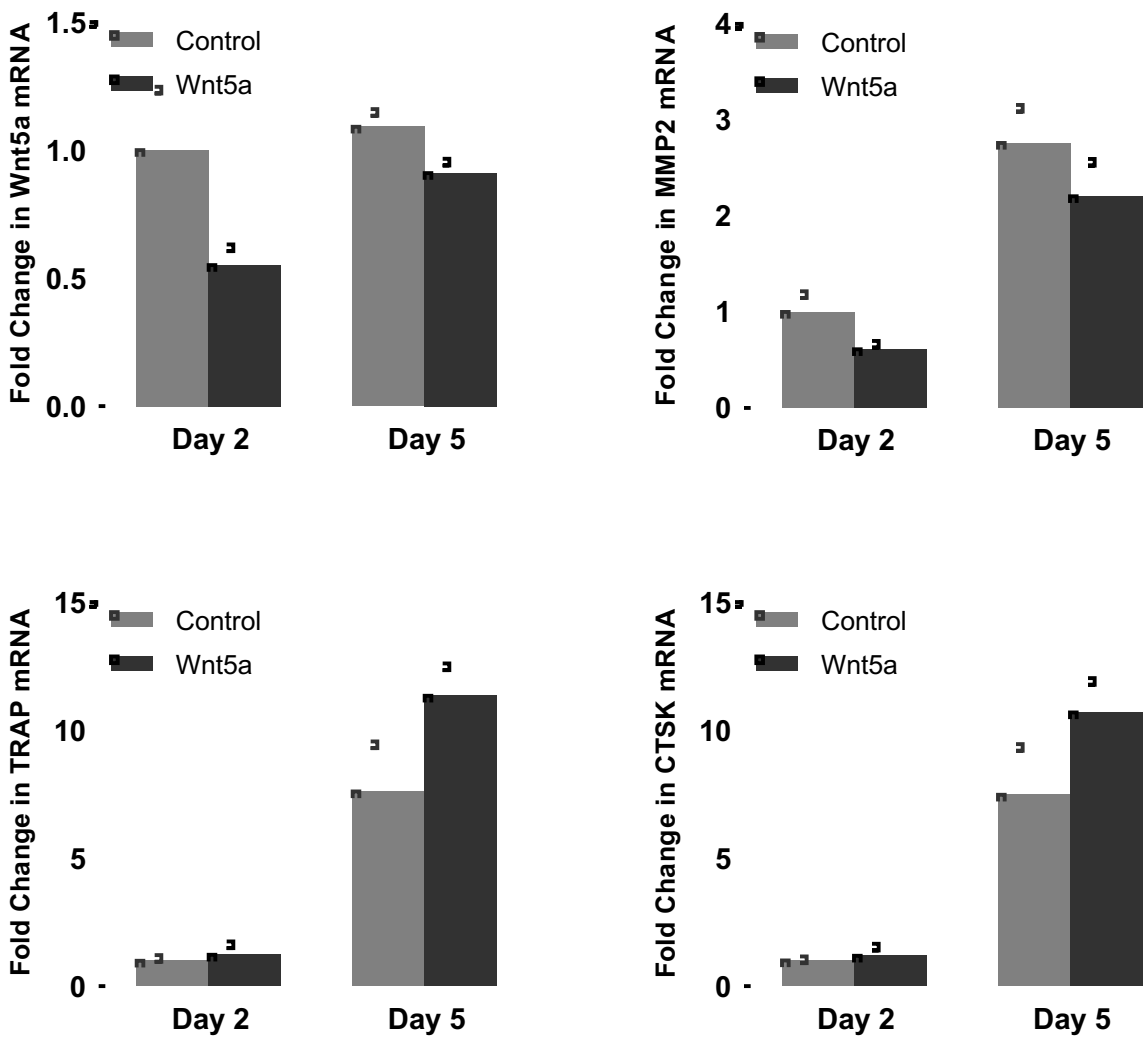 Fold Change in Wnt5a mRNA
1.5
1.0
0.5
0.0
Control
Wnt5a
Day 2
Day 5
Fold Change in MMP2 mRNA
4
3
2
1
0
Control
Wnt5a
Day 2
Day 5
Fold Change in TRAP mRNA
15
10
5
0
Control
Wnt5a
Day 2
Day 5
Fold Change in CTSK mRNA
15
10
5
0
Control
Wnt5a
Day 2
Day 5